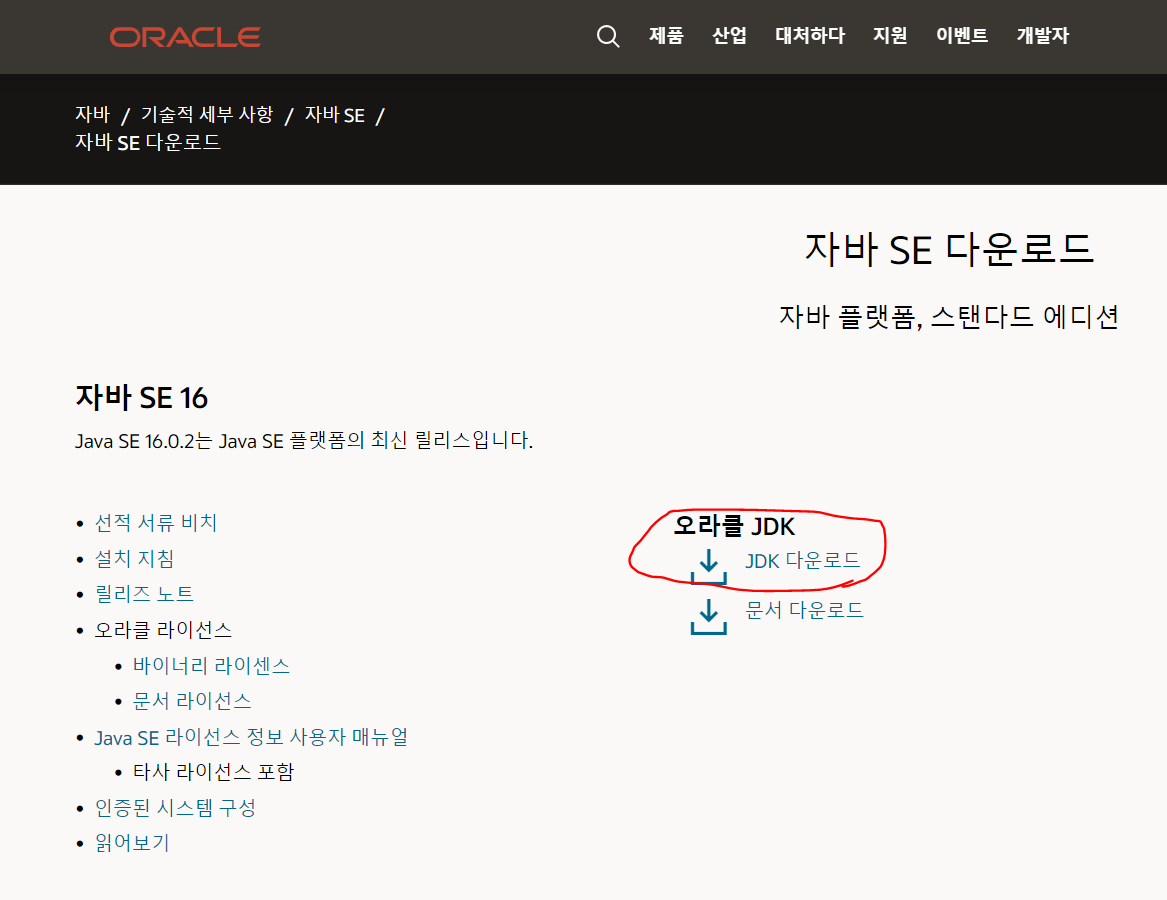 ORACLE
제품 산업 대처하다 지원 이벤트 개발자
자바 / 기술적 세부 사항 / 자바 SE /
자바 SE 다운로드
자바 SE 다운로드
자바 플랫폼, 스탠다드 에디션
자바 SE 16
Java SE 16.0.2는 Java SE 플랫폼의 최신 릴리스입니다.
• 선적 서류 비치
• 설치 지침
• 릴리즈 노트
• 오라클 라이선스
• 바이너리 라이센스
• 문서 라이선스
• Java SE 라이선스 정보 사용자 매뉴얼
• 타사 라이선스 포함
• 인증된 시스템 구성
• 읽어보기
오라클 JDK
JDK 다운로드
문서 다운로드